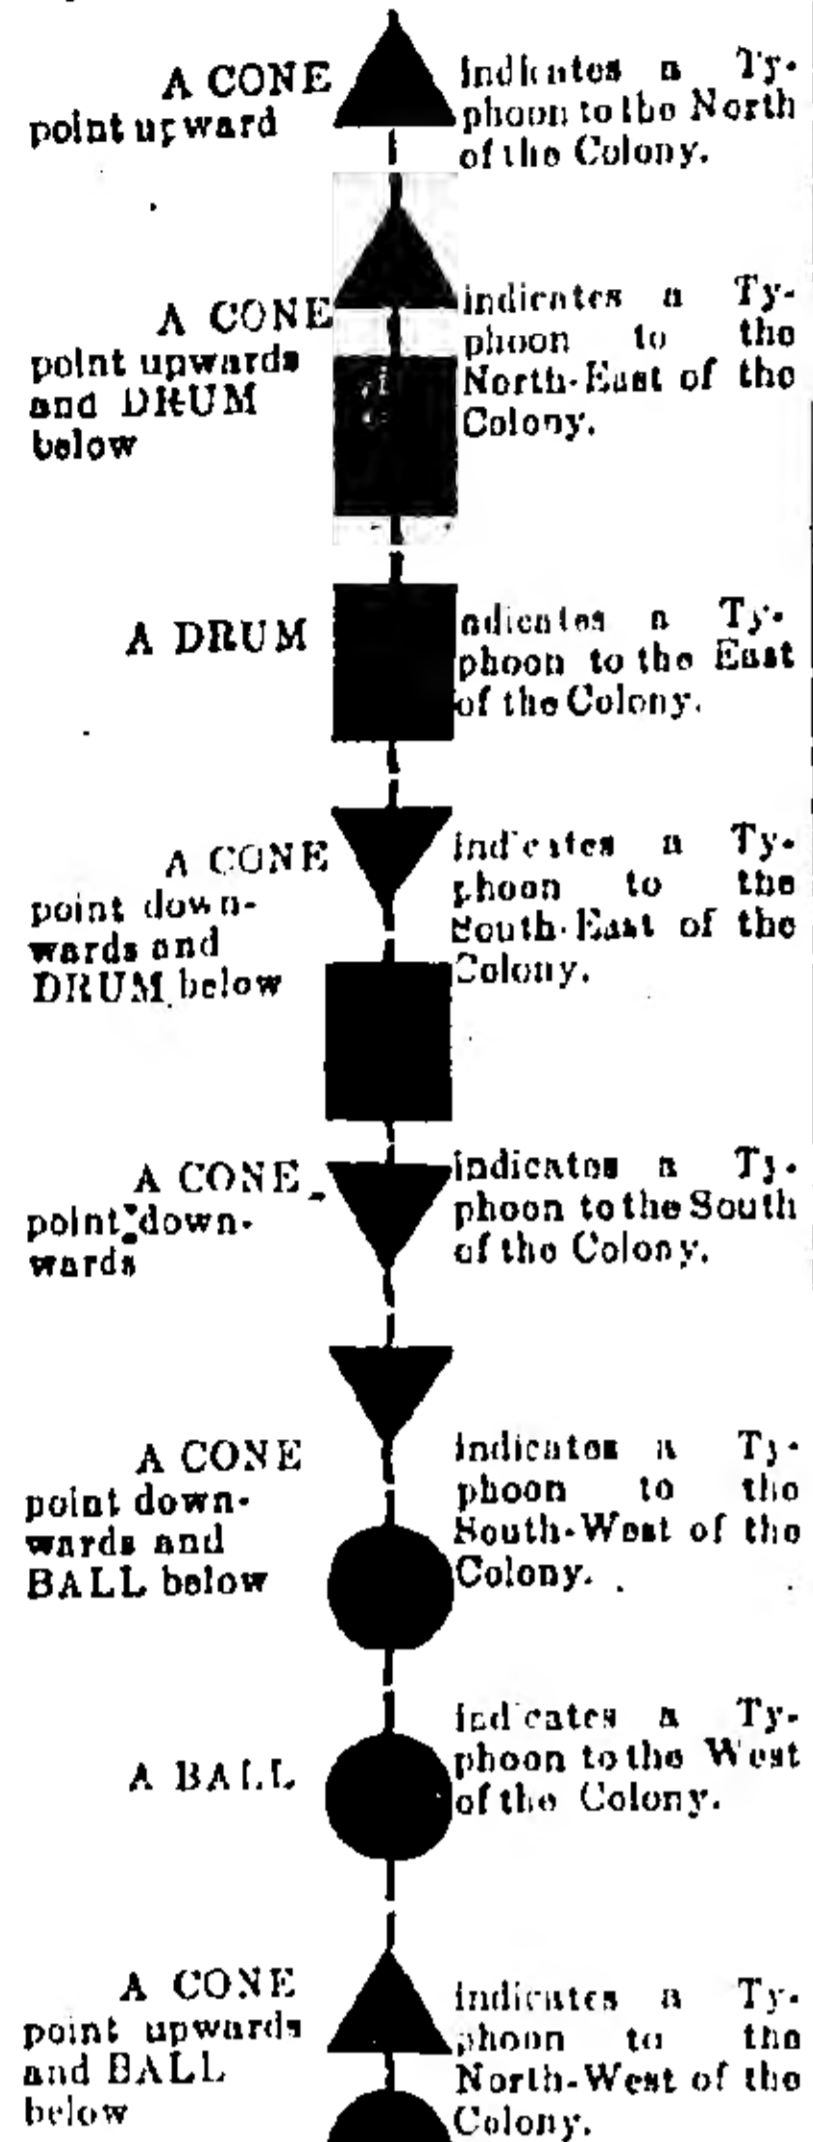 A CONE
point upward
indicates a Ty-
phoon to the North
of the Colony.
A CONE
point upwards
and DRUM
below
indicates a Ty-
phoon to the
North-East of the
Colony.
A DRUM
ndicates a Ty-
phoon to the East
of the Colony.
A CONE
point down-
wards and
DRUM below
indicates a Ty-
phoon to the
South-East of the
Colony.
A CONE
point down-
wards
indicates a Ty-
phoon to the South
of the Colony.
A CONE
point down-
wards and
BALL below
indicates a Ty-
phoon to the
South-West of the
Colony.
A BALL
indicates a Ty-
phoon to the West
of the Colony.
A CONE
point upwards
and BALL
below
indicates a Ty-
phoon to the
North-West of the
Colony.